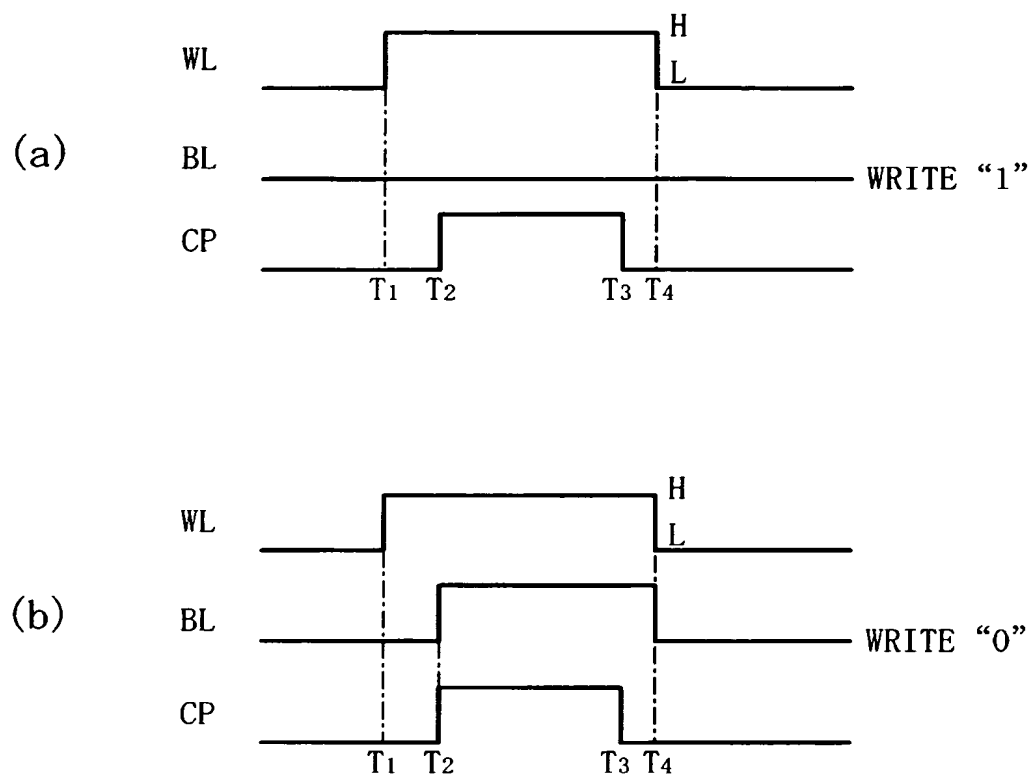 (a)
WL H
L
BL WRITE “1”
CP
T1 T2 T3 T4
(b)
WL H
L
BL WRITE “0”
CP
T1 T2 T3 T4